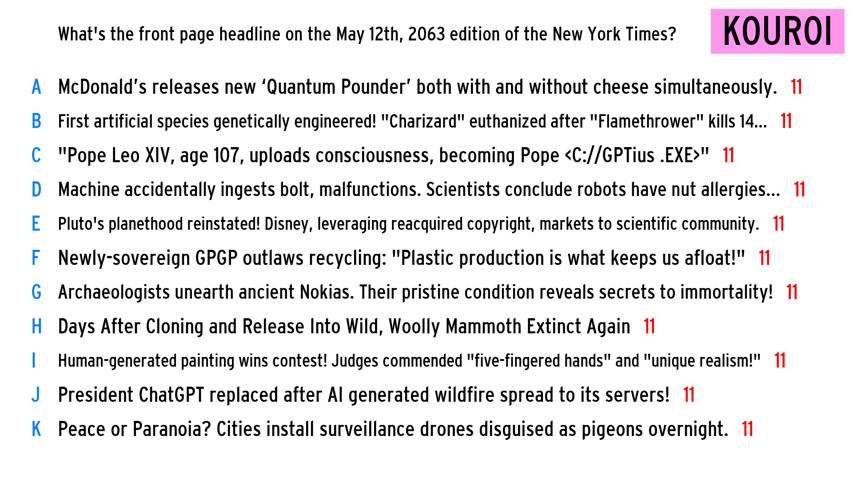 What's the front page headline on the May 12th, 2063 edition of the New York Times?
KOUROI
A McDonald's releases new 'Quantum Pounder' both with and without cheese simultaneously. 11
B First artificial species genetically engineered! "Charizard" euthanized after "Flamethrower" kills 14... 11
C "Pope Leo XIV, age 107, uploads consciousness, becoming Pope <C://GPTius .EXE>" 11
D Machine accidentally ingests bolt, malfunctions. Scientists conclude robots have nut allergies... 11
E Pluto's planethood reinstated! Disney, leveraging reacquired copyright, markets to scientific community. 11
F Newly-sovereign GPGP outlaws recycling: "Plastic production is what keeps us afloat!" 11
G Archaeologists unearth ancient Nokias. Their pristine condition reveals secrets to immortality! 11
H Days After Cloning and Release Into Wild, Woolly Mammoth Extinct Again 11
I Human-generated painting wins contest! Judges commended "five-fingered hands" and "unique realism!" 11
J President ChatGPT replaced after AI generated wildfire spread to its servers! 11
K Peace or Paranoia? Cities install surveillance drones disguised as pigeons overnight. 11